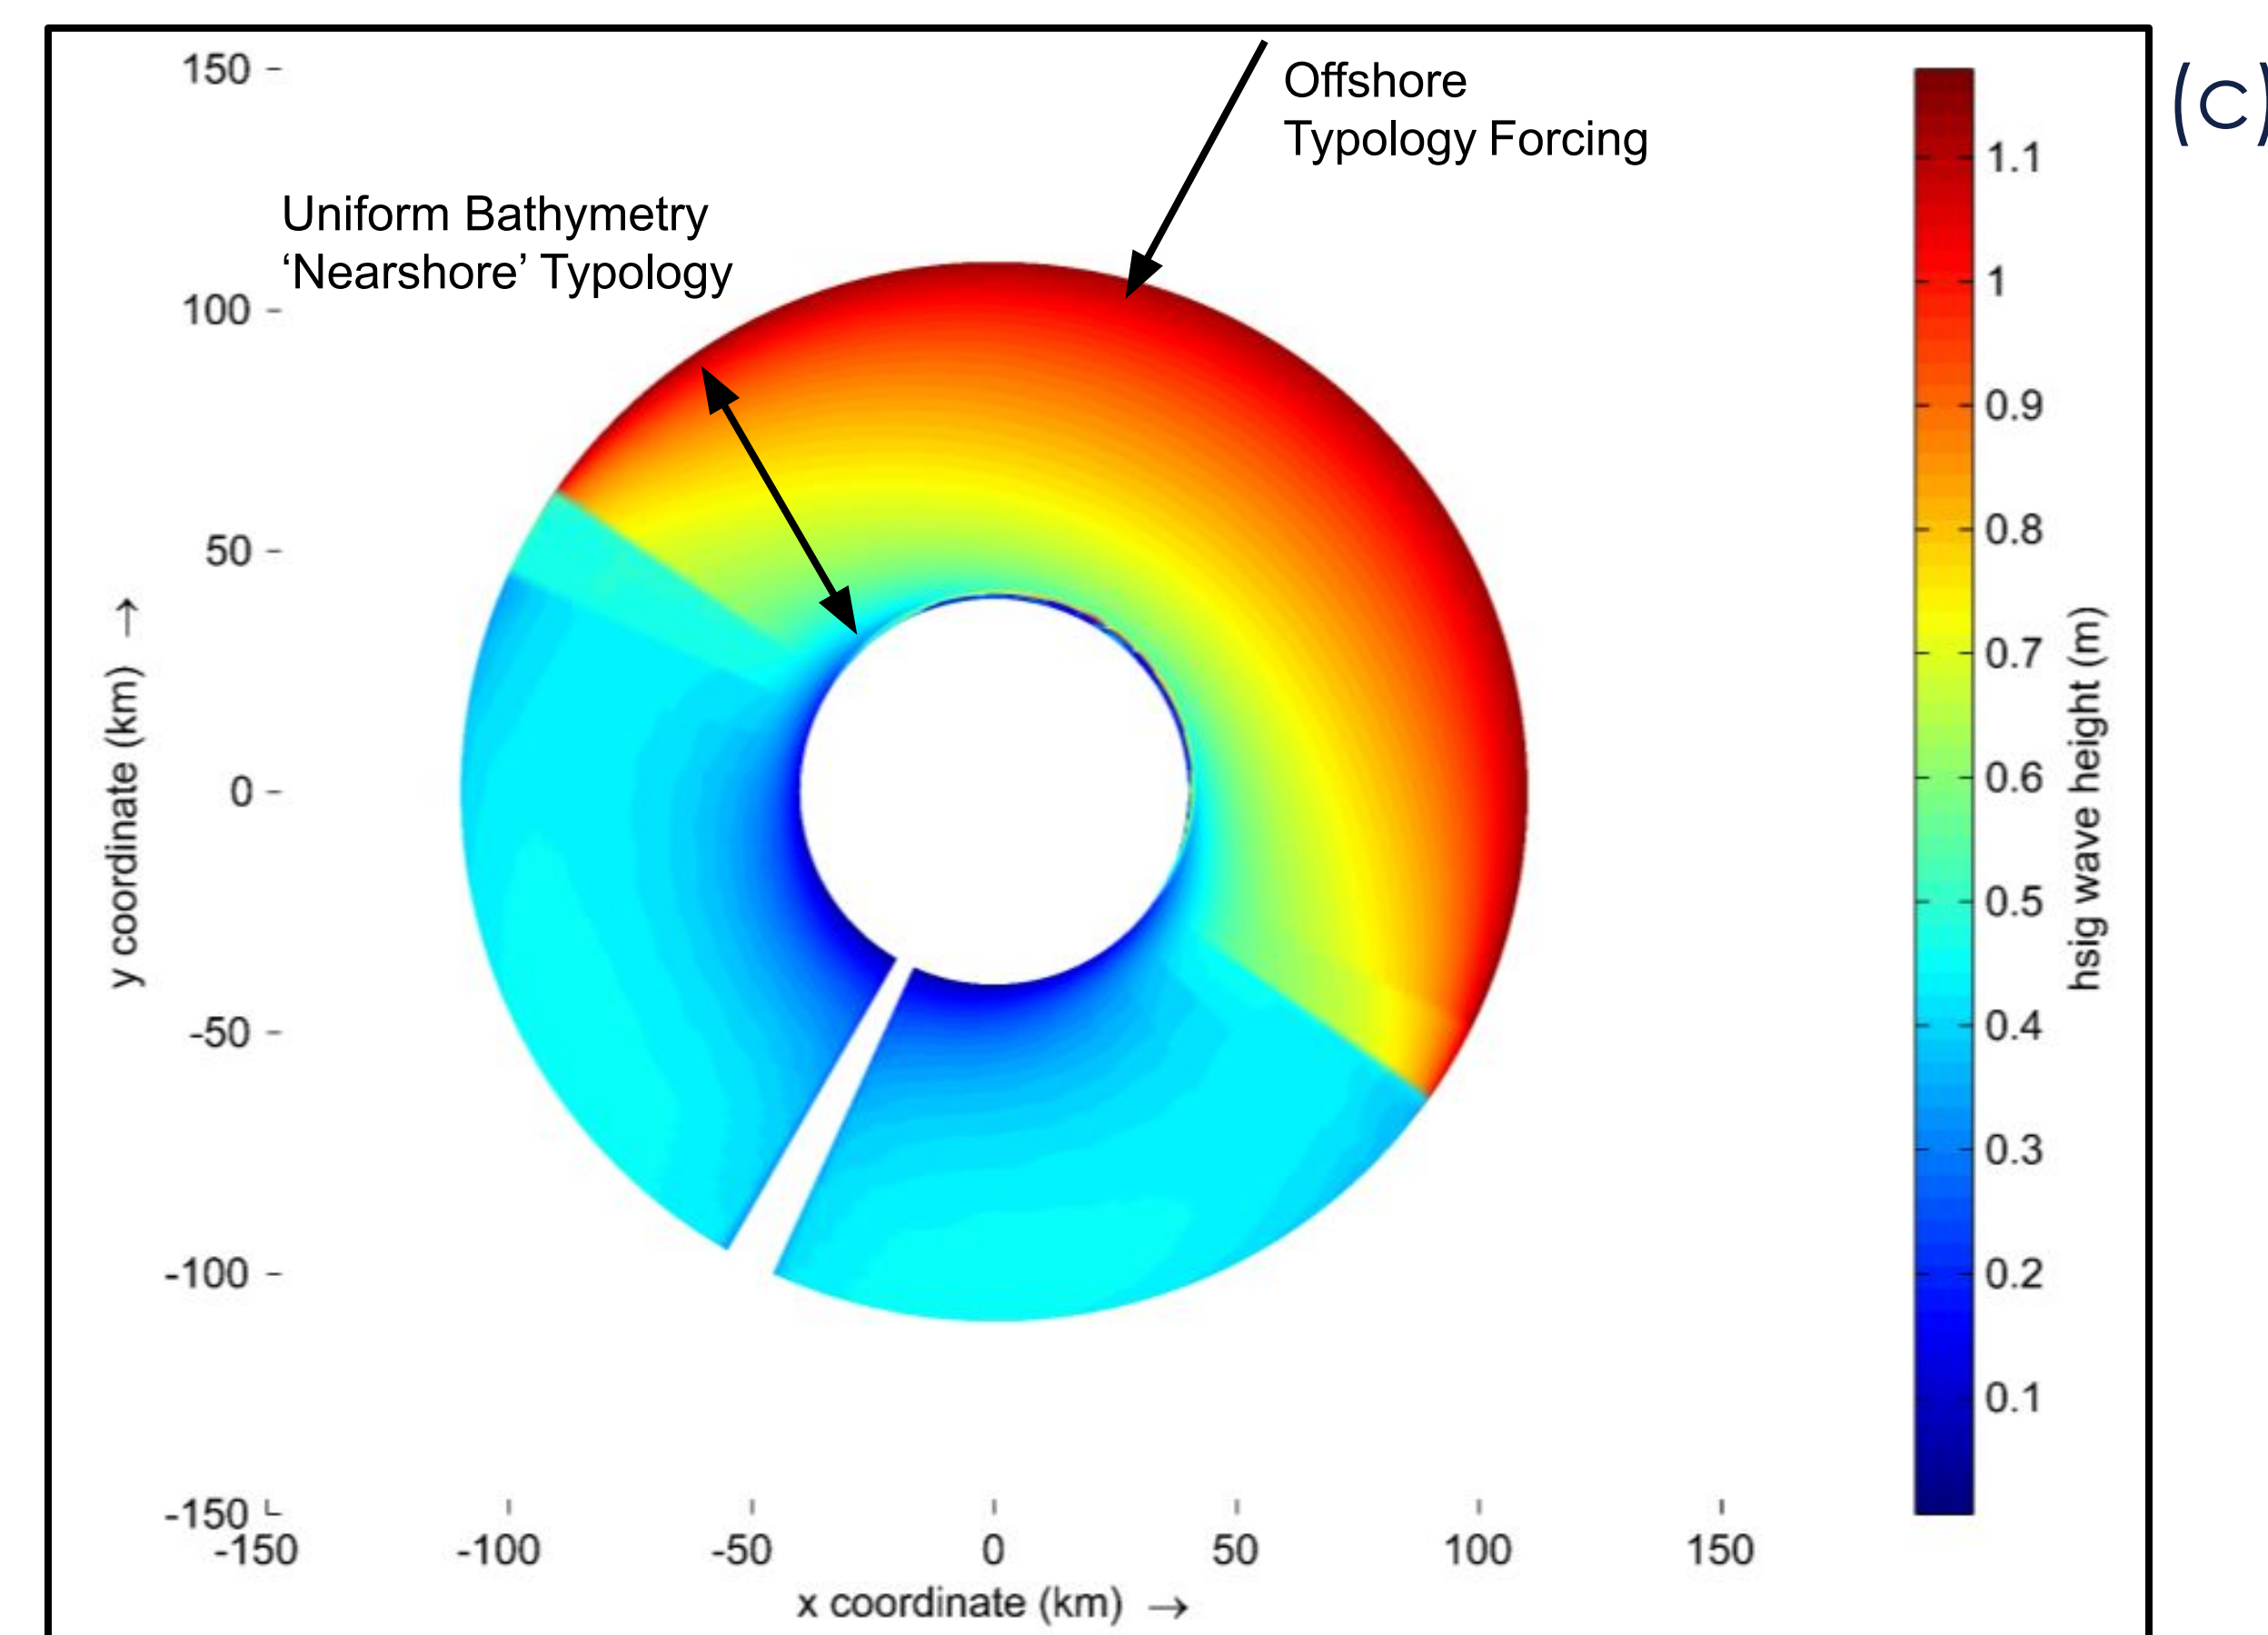 (c)
Offshore
Typology Forcing
Uniform Bathymetry
‘Nearshore’ Typology
150
100
50
0
-50
-100
-150
y coordinate (km) →
-150 -100 -50 0 50 100 150
x coordinate (km) →
1.1
1
0.9
0.8
0.7
0.6
0.5
0.4
0.3
0.2
0.1
hsig wave height (m)